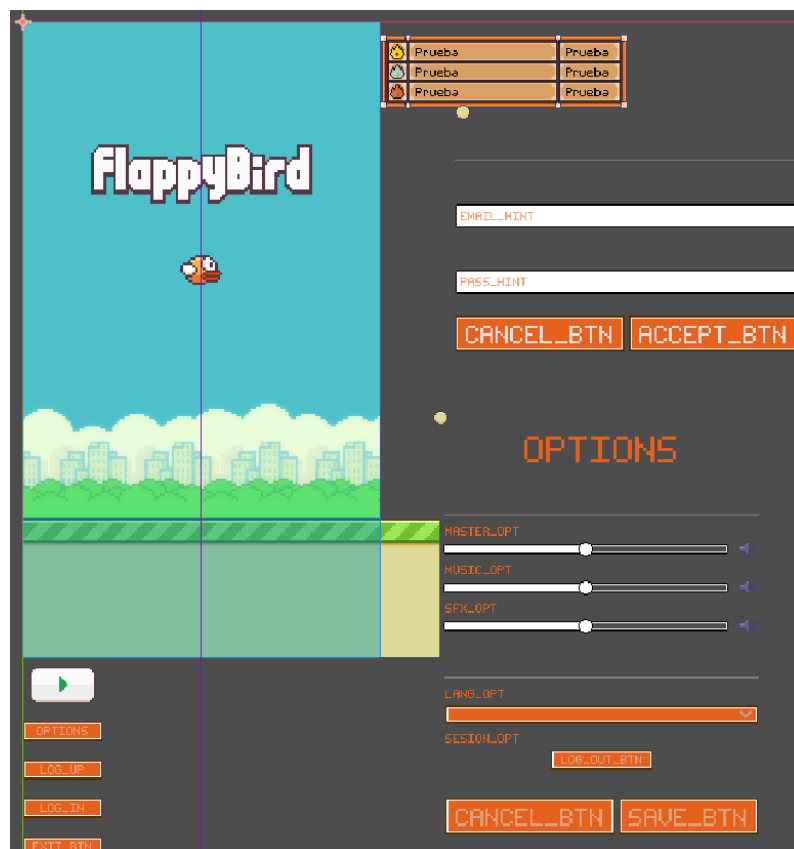 Prueba Prueba
Prueba Prueba
Prueba Prueba
FlappyBird
EMAIL_HINT
PASS_HINT
CANCEL_BTN ACCEPT_BTN
OPTIONS
MASTER_OPT
MUSIC_OPT
SFX_OPT
LANG_OPT
SESION_OPT
LOG_OUT_BTN
CANCEL_BTN SAVE_BTN
OPTIONS
LOG_UP
LOG_IN
EXIT_BTN